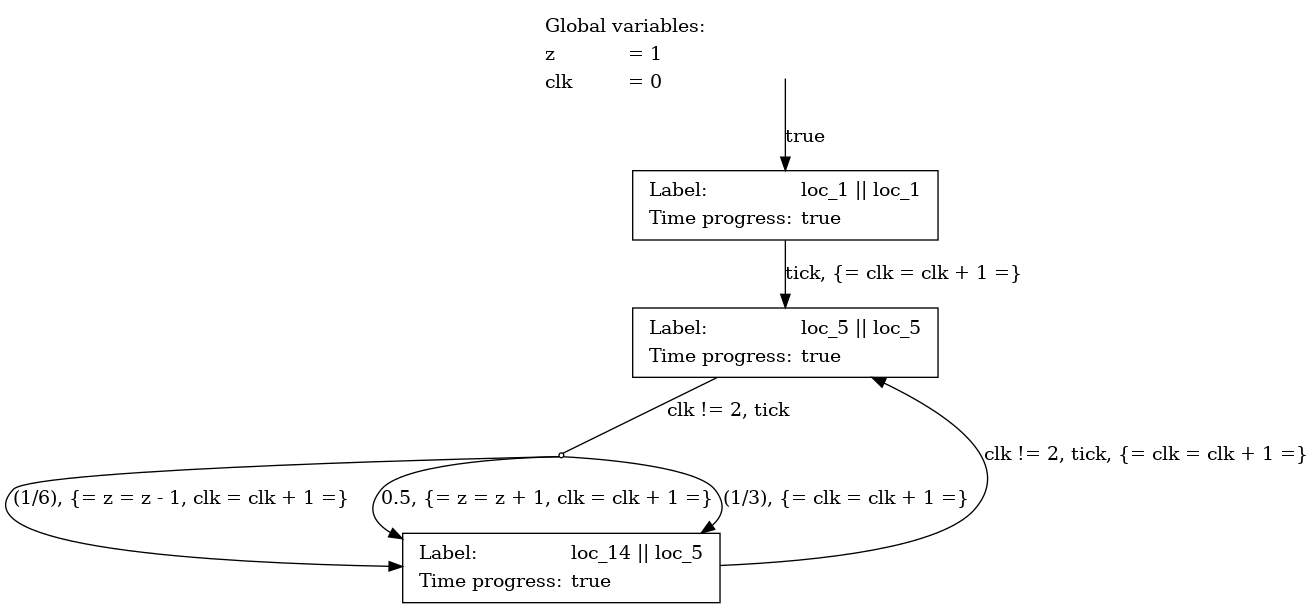 Global variables:
z = 1
clk = 0
true
Label: loc_1 || loc_1
Time progress: true
tick, {= clk = clk + 1 =}
Label: loc_5 || loc_5
Time progress: true
clk != 2, tick
clk != 2, tick, {= clk = clk + 1 =}
(1/6), {= z = z - 1, clk = clk + 1 =}
0.5, {= z = z + 1, clk = clk + 1 =}
(1/3), {= clk = clk + 1 =}
Label: loc_14 || loc_5
Time progress: true